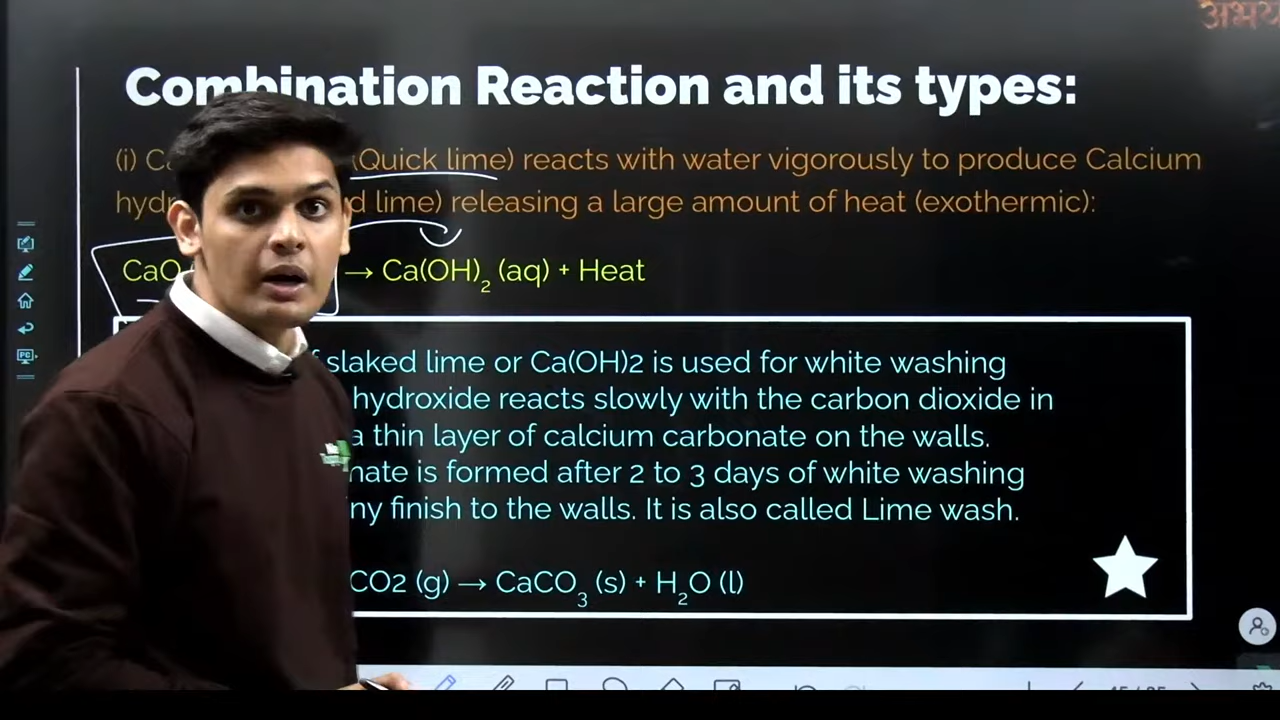 अभय
Combination Reaction and its types:
(i) (Quick lime) reacts with water vigorously to produce Calcium
lime) releasing a large amount of heat (exothermic):
CaO → Ca(OH)2 (aq) + Heat
slaked lime or Ca(OH)2 is used for white washing
hydroxide reacts slowly with the carbon dioxide in
a thin layer of calcium carbonate on the walls.
is formed after 2 to 3 days of white washing
finish to the walls. It is also called Lime wash.
CO2 (g) → CaCO3 (s) + H2O (l)
PC